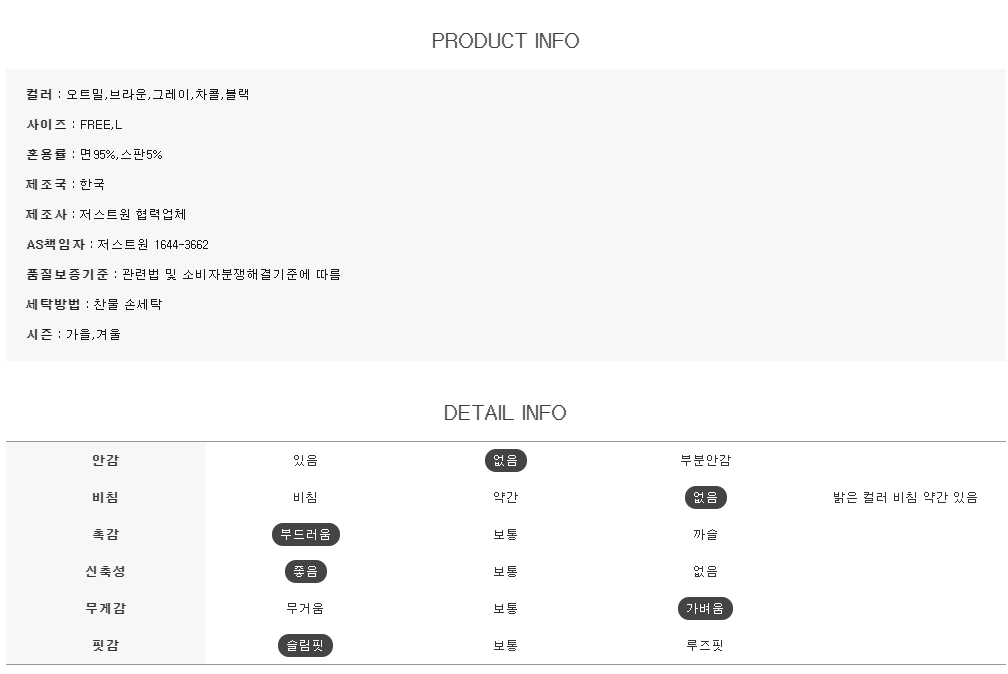 PRODUCT INFO
컬러 : 오트밀,브라운,그레이,차콜,블랙
사이즈 : FREE,L
혼용률 : 면95%,스판5%
제조국 : 한국
제조사 : 저스트원 협력업체
AS책임자 : 저스트원 1644-3662
품질보증기준 : 관련법 및 소비자분쟁해결기준에 따름
세탁방법 : 찬물 손세탁
시즌 : 가을,겨울
DETAIL INFO
안감 있음 없음 부분안감
비침 비침 약간 없음 밝은 컬러 비침 약간 있음
촉감 부드러움 보통 까슬
신축성 좋음 보통 없음
무게감 무거움 보통 가벼움
핏감 슬림핏 보통 루즈핏